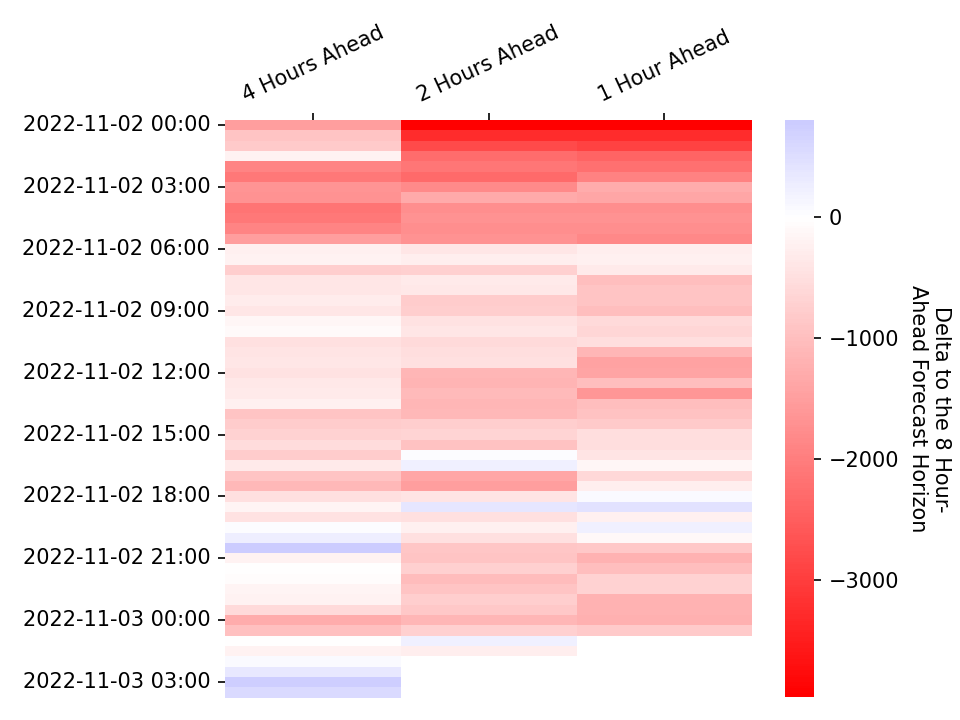 4 Hours Ahead
2 Hours Ahead
1 Hour Ahead
2022-11-02 00:00
2022-11-02 03:00
2022-11-02 06:00
2022-11-02 09:00
2022-11-02 12:00
2022-11-02 15:00
2022-11-02 18:00
2022-11-02 21:00
2022-11-03 00:00
2022-11-03 03:00
0
−1000
−2000
−3000
Delta to the 8 Hour-
Ahead Forecast Horizon